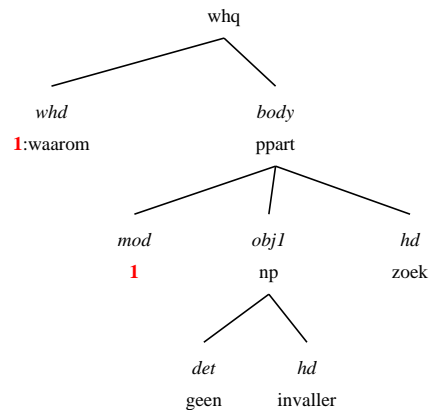 whq
whd body
1:waarom ppart
mod obj1 hd
1 np zoek
det hd
geen invaller